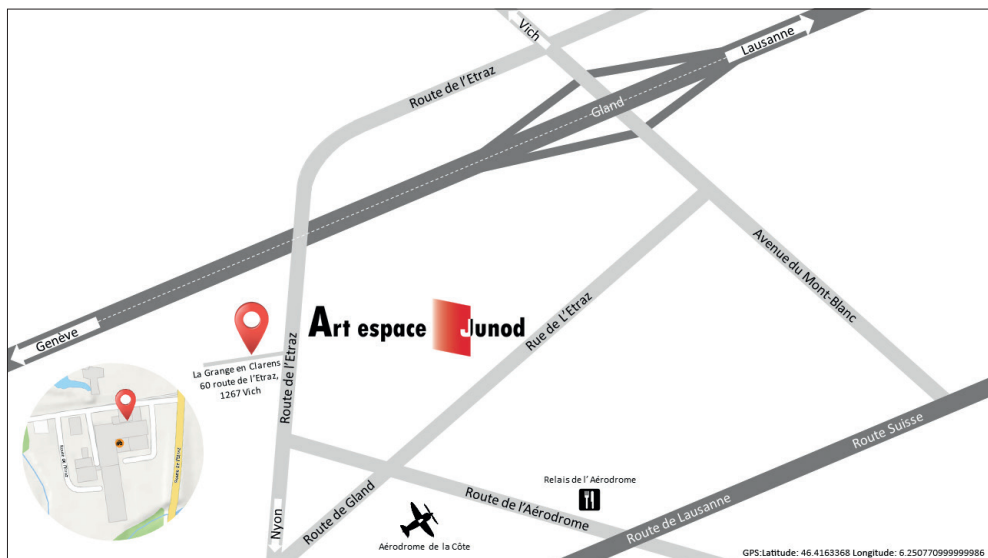 Vich
Lausanne
Route de l'Etraz
Gland
Avenue du Mont-Blanc
Rue de L'Etraz
Art espace Junod
Genève
Route de l'Etraz
La Grange en Clarens
60 route de l'Etraz,
1267 Vich
Route Suisse
Relais de l' Aérodrome
Route de l'Aérodrome
Route de Lausanne
Nyon
Route de Gland
Aérodrome de la Côte
GPS:Latitude: 46.4163368 Longitude: 6.250770999999986